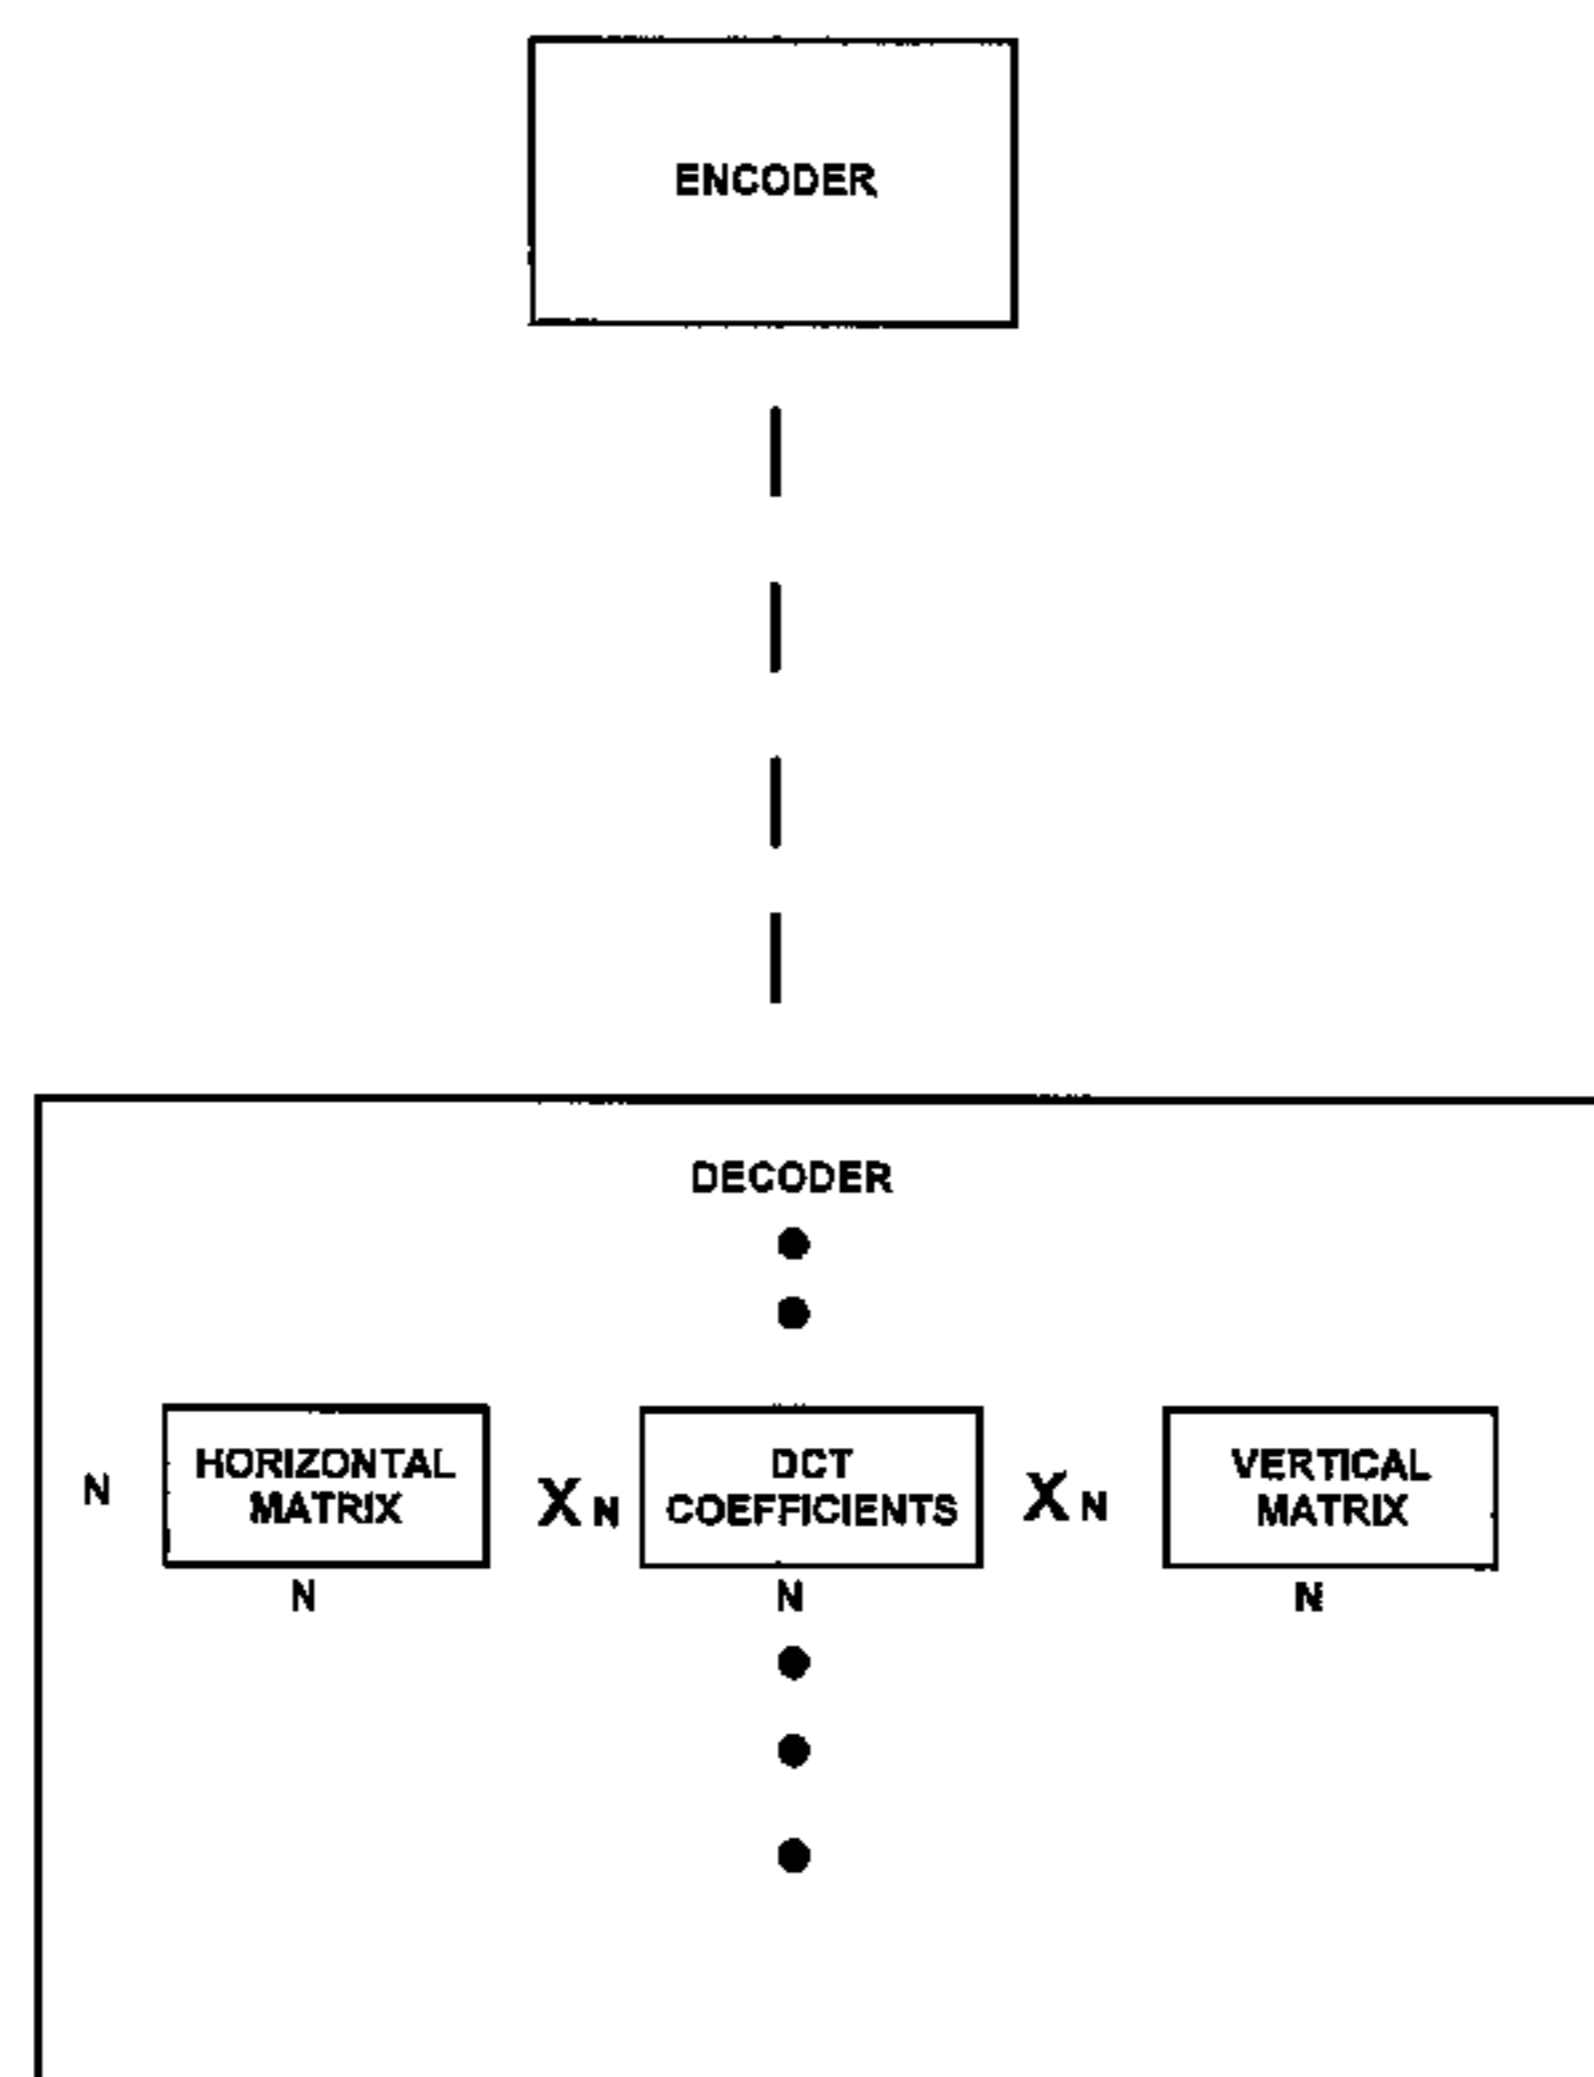 ENCODER
DECODER
N HORIZONTAL MATRIX X N DCT COEFFICIENTS X N VERTICAL MATRIX
N N N